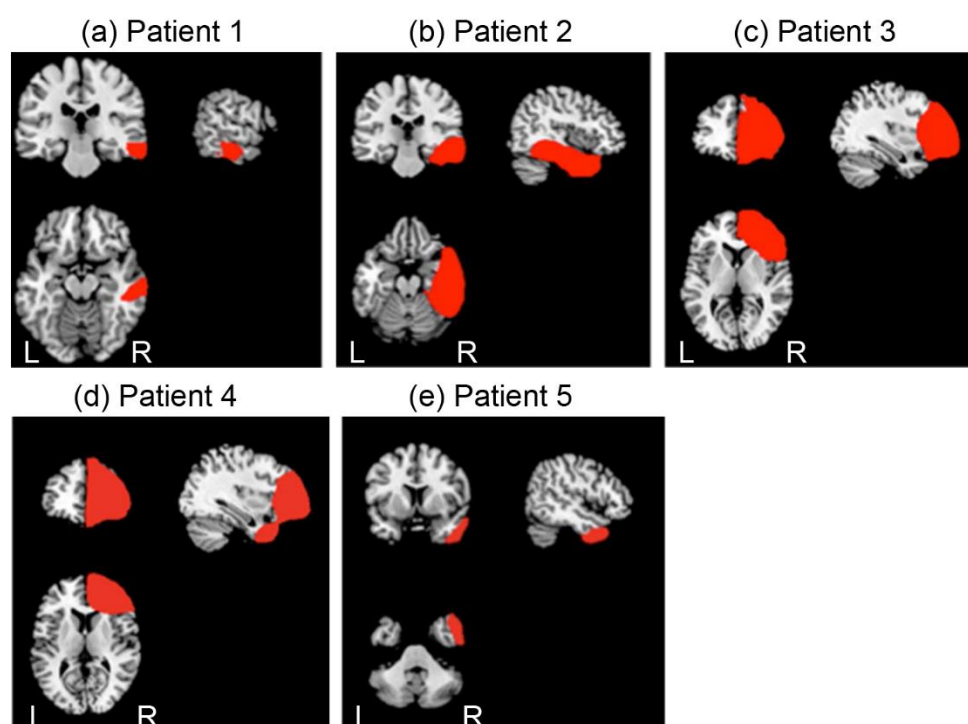 (a) Patient 1
(b) Patient 2
(c) Patient 3
L R
L R
L R
(d) Patient 4
(e) Patient 5
L R
L R